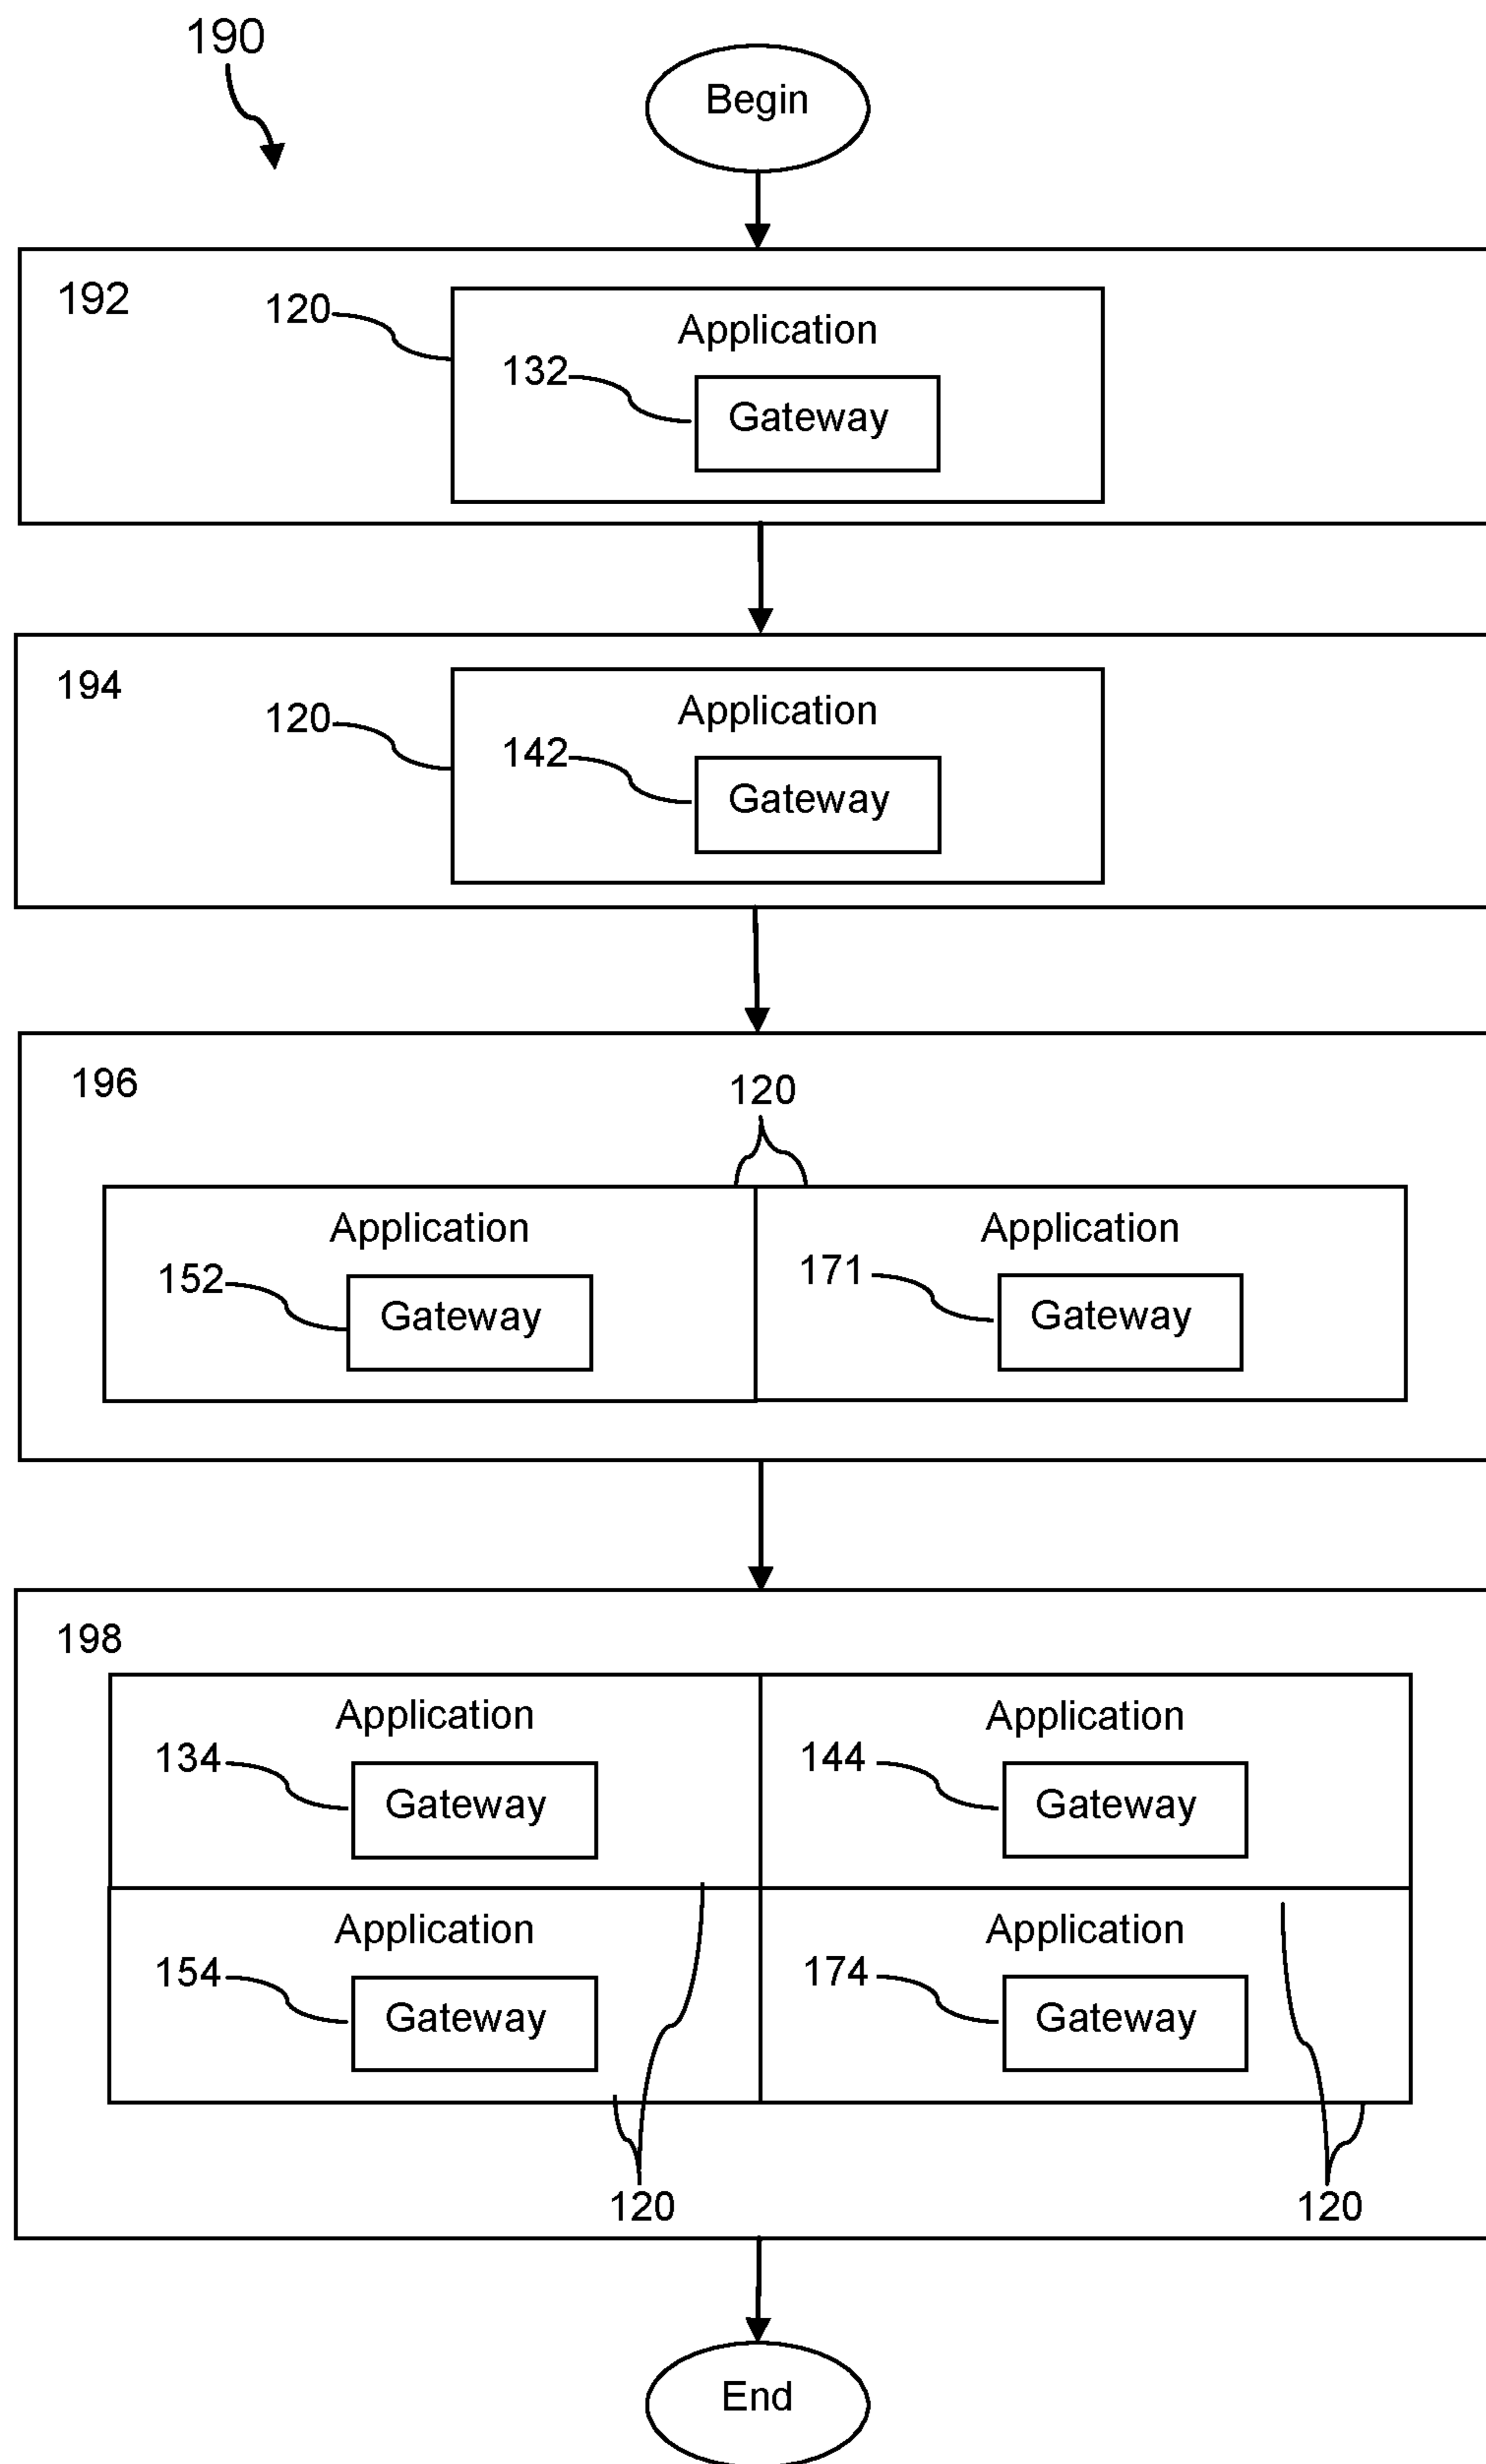 190
Begin
192
120
Application
132
Gateway
194
120
Application
142
Gateway
196
120
Application
Application
152
171
Gateway
Gateway
198
Application
Application
134
144
Gateway
Gateway
Application
Application
154
174
Gateway
Gateway
120
120
End